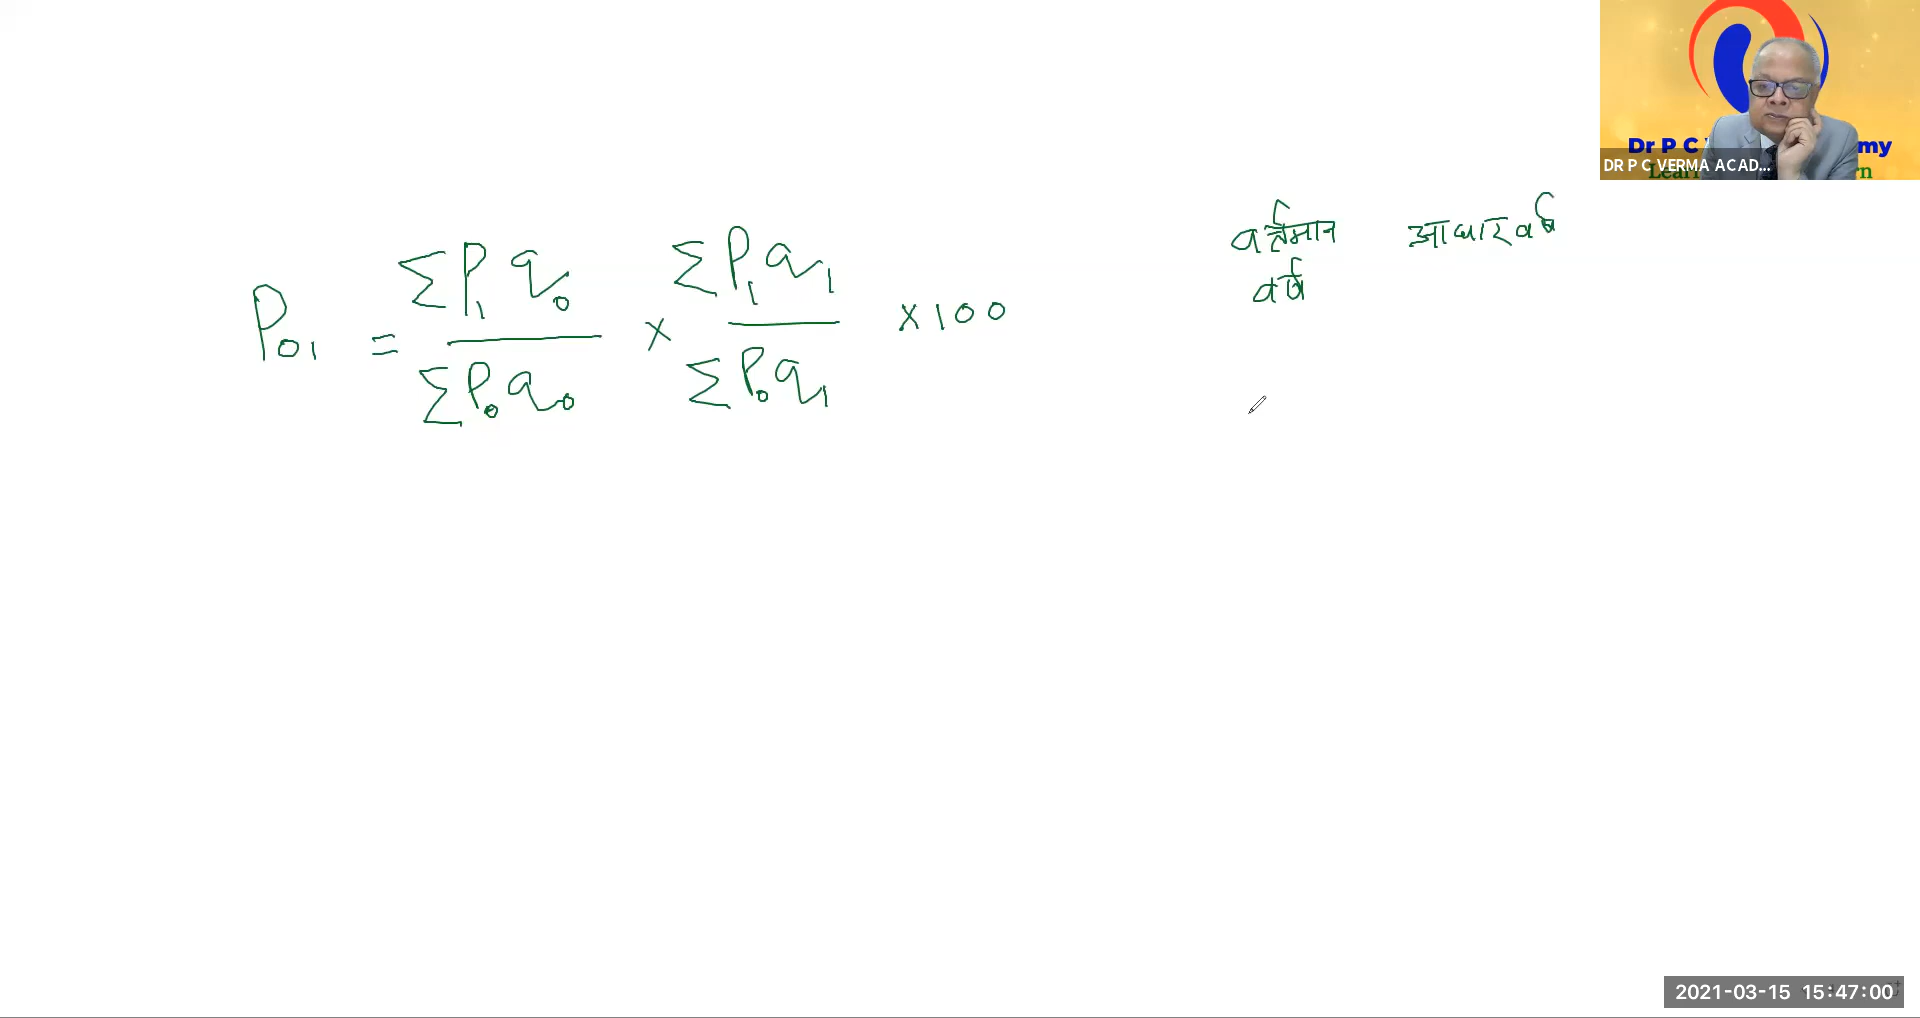 DR P C VERMA ACAD...
वर्तमान आधार वर्ष
वर्ष
P₀₁ = ΣP₁q₀ / ΣP₀q₀ × ΣP₁q₁ / ΣP₀q₁ ×100
2021-03-15 15:47:00